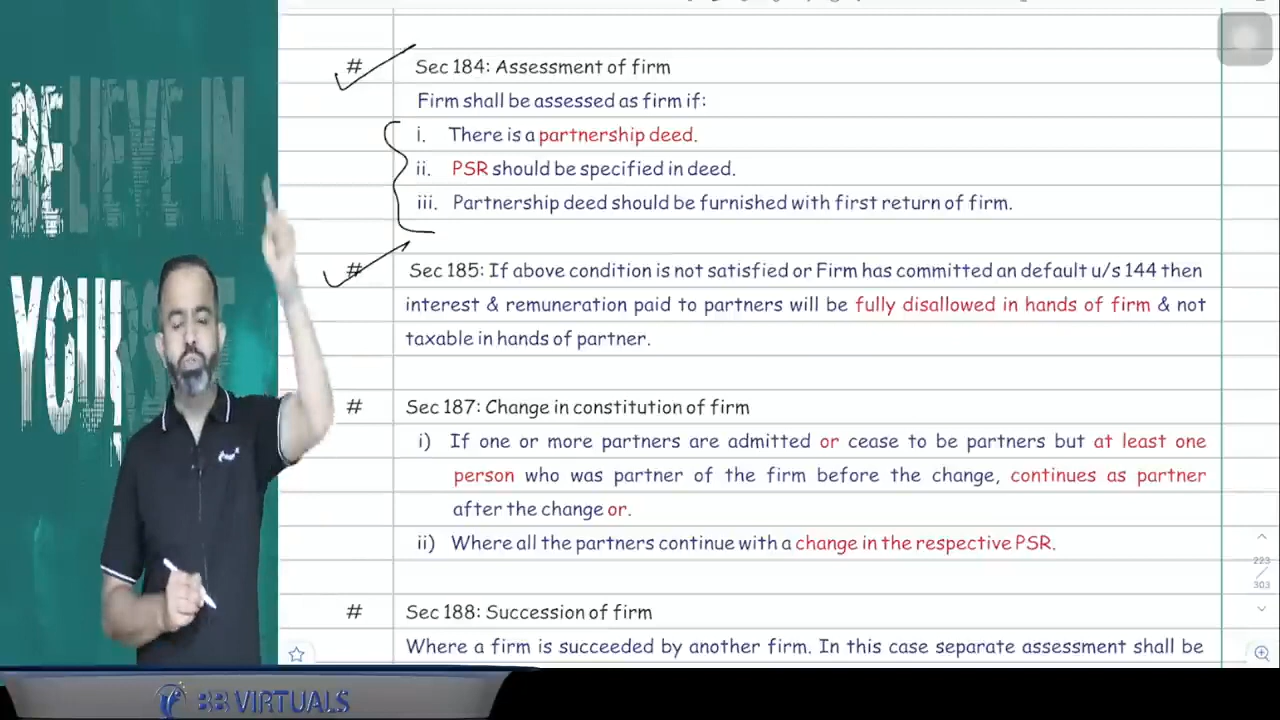 BELIEVE IN
YOUR
# Sec 184: Assessment of firm
Firm shall be assessed as firm if:
i. There is a partnership deed.
ii. PSR should be specified in deed.
iii. Partnership deed should be furnished with first return of firm.
# Sec 185: If above condition is not satisfied or Firm has committed an default u/s 144 then
interest & remuneration paid to partners will be fully disallowed in hands of firm & not
taxable in hands of partner.
# Sec 187: Change in constitution of firm
i) If one or more partners are admitted or cease to be partners but at least one
person who was partner of the firm before the change, continues as partner
after the change or.
ii) Where all the partners continue with a change in the respective PSR.
223
/
303
# Sec 188: Succession of firm
Where a firm is succeeded by another firm. In this case separate assessment shall be
BB VIRTUALS